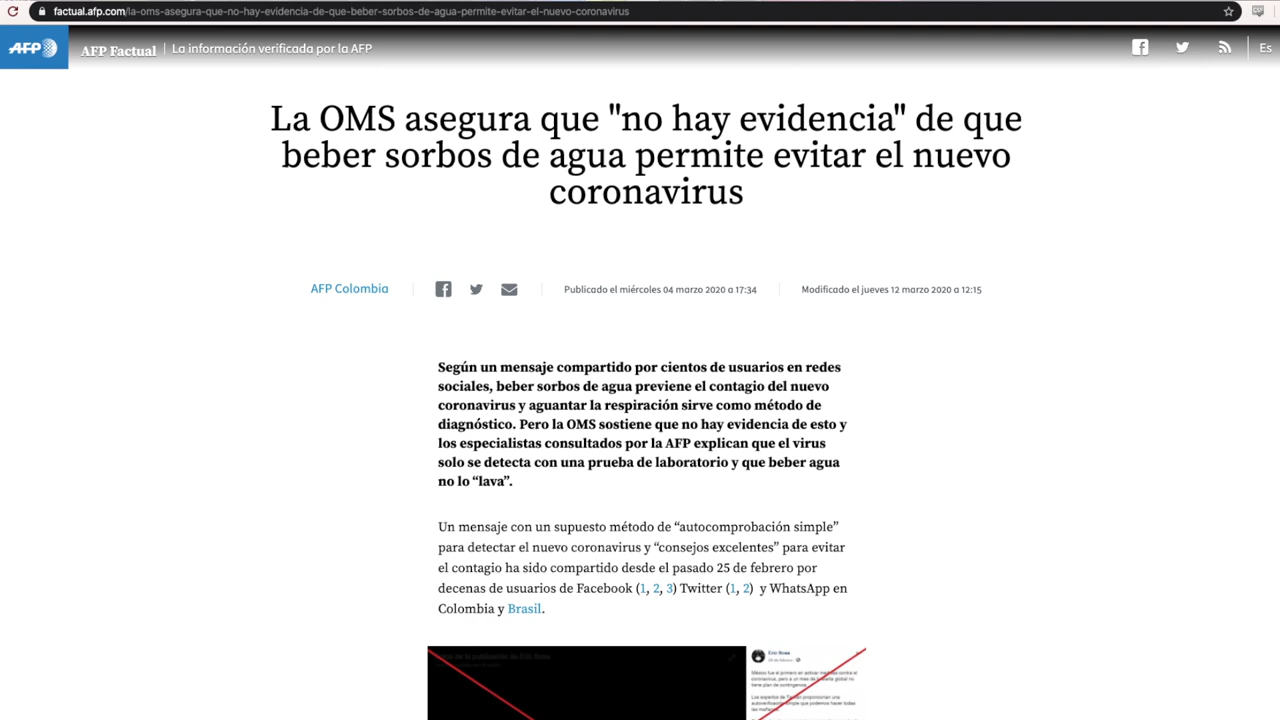 factual.afp.com/la-oms-asegura-que-no-hay-evidencia-de-que-beber-sorbos-de-agua-permite-evitar-el-nuevo-coronavirus
AFP
AFP Factual | La información verificada por la AFP
Es
La OMS asegura que "no hay evidencia" de que
beber sorbos de agua permite evitar el nuevo
coronavirus
AFP Colombia
Publicado el miércoles 04 marzo 2020 a 17:34
Modificado el jueves 12 marzo 2020 a 12:15
Según un mensaje compartido por cientos de usuarios en redes
sociales, beber sorbos de agua previene el contagio del nuevo
coronavirus y aguantar la respiración sirve como método de
diagnóstico. Pero la OMS sostiene que no hay evidencia de esto y
los especialistas consultados por la AFP explican que el virus
solo se detecta con una prueba de laboratorio y que beber agua
no lo “lava”.
Un mensaje con un supuesto método de “autocomprobación simple”
para detectar el nuevo coronavirus y “consejos excelentes” para evitar
el contagio ha sido compartido desde el pasado 25 de febrero por
decenas de usuarios de Facebook (1, 2, 3) Twitter (1, 2) y WhatsApp en
Colombia y Brasil.